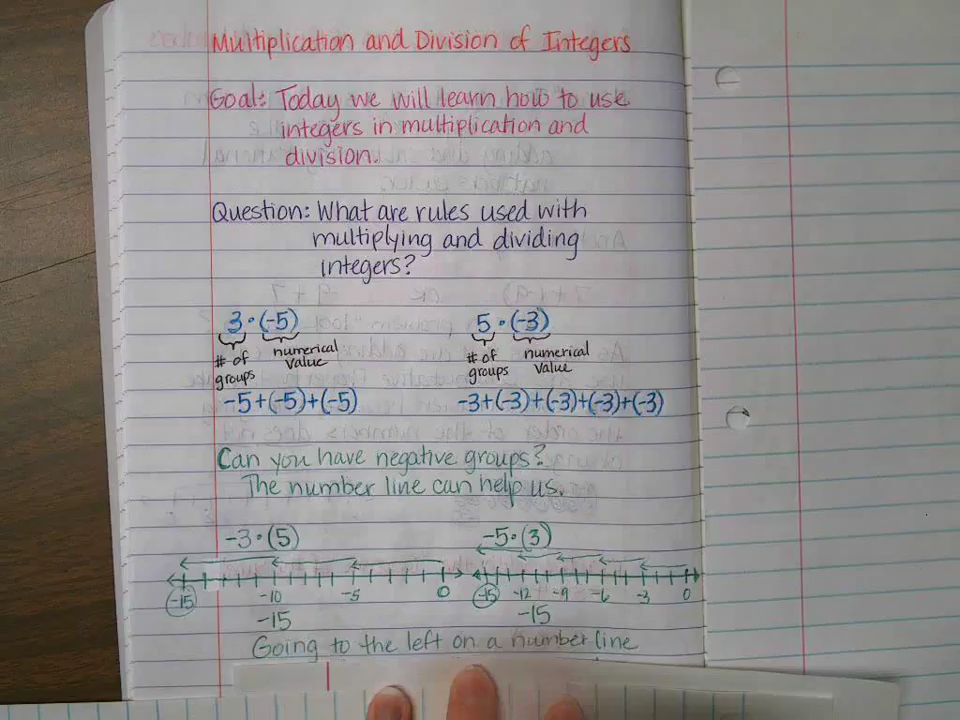 Multiplication and Division of Integers
Goal: Today we will learn how to use
integers in multiplication and
division.
Question: What are rules used with
multiplying and dividing
integers?
3 · (-5) 5 · (-3)
# of groups numerical value # of groups numerical value
-5+(-5)+(-5) -3+(-3)+(-3)+(-3)+(-3)
Can you have negative groups?
The number line can help us.
-3·(5) -5·(3)
-15 -10 -5 0 -15 -12 -9 -6 -3 0
-15 -15
Going to the left on a number line